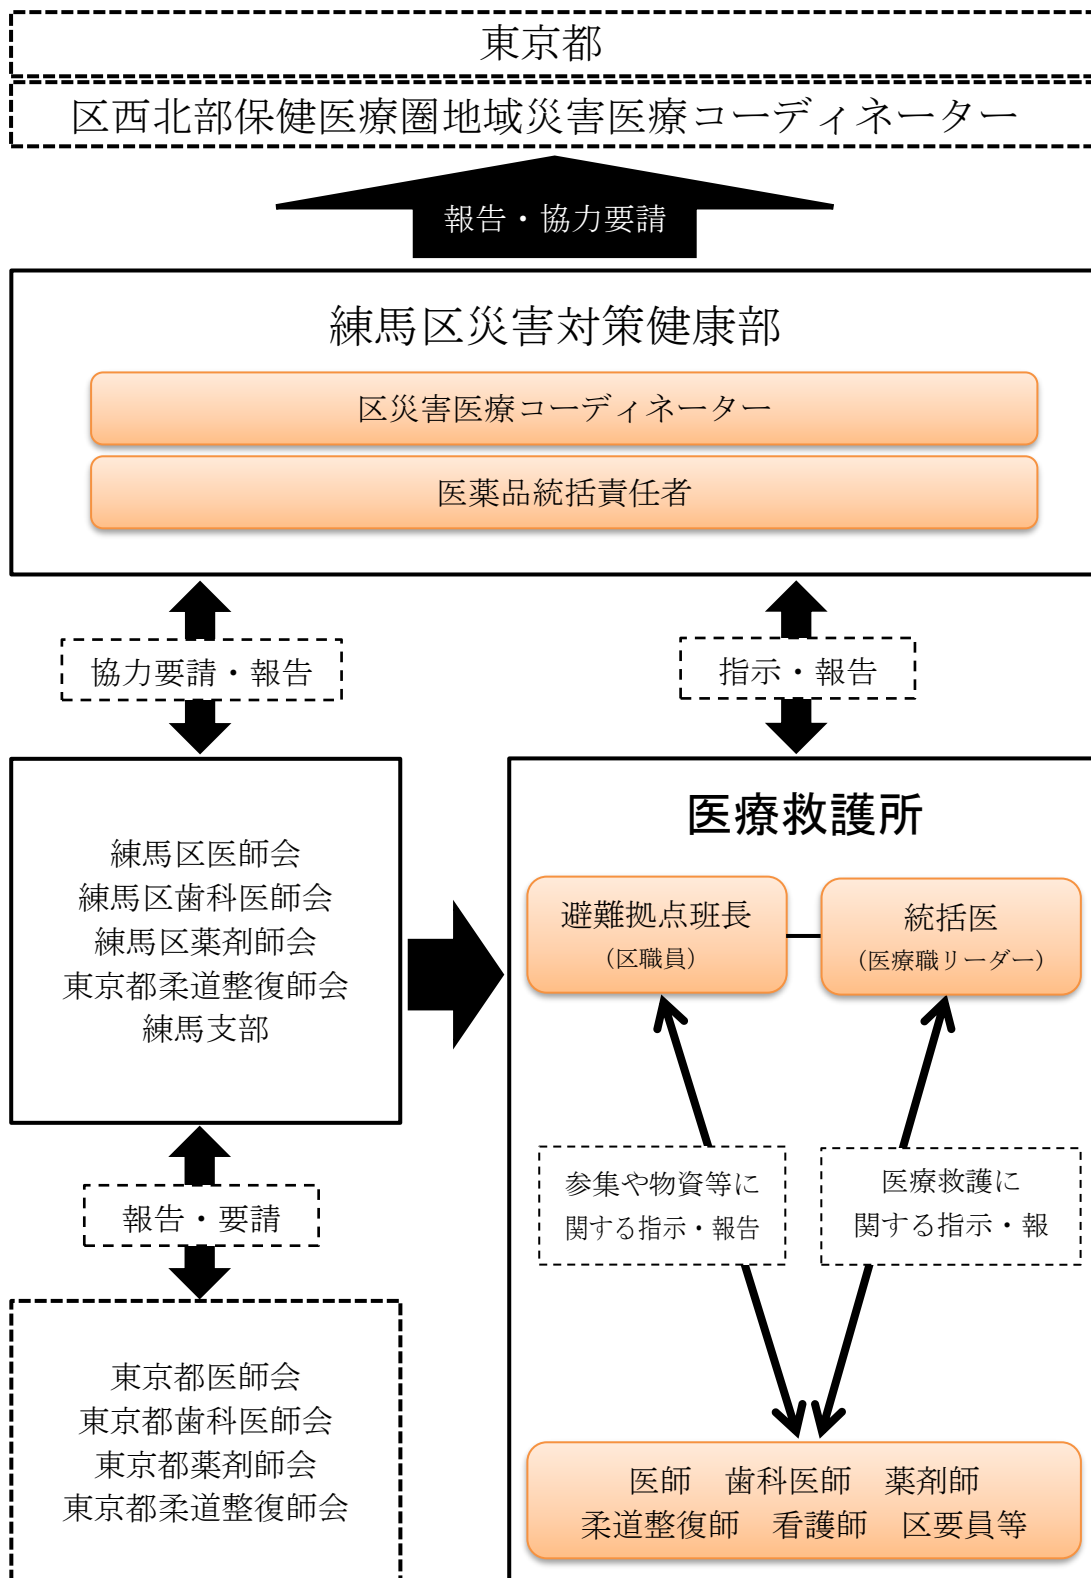 東京都
区西北部保健医療圏地域災害医療コーディネーター
報告・協力要請
練馬区災害対策健康部
区災害医療コーディネーター
医薬品統括責任者
協力要請・報告
指示・報告
練馬区医師会
練馬区歯科医師会
練馬区薬剤師会
東京都柔道整復師会
練馬支部
医療救護所
避難拠点班長
（区職員）
統括医
（医療職リーダー）
参集や物資等に
関する指示・報告
医療救護に
関する指示・報
報告・要請
東京都医師会
東京都歯科医師会
東京都薬剤師会
東京都柔道整復師会
医師　歯科医師　薬剤師
柔道整復師　看護師　区要員等